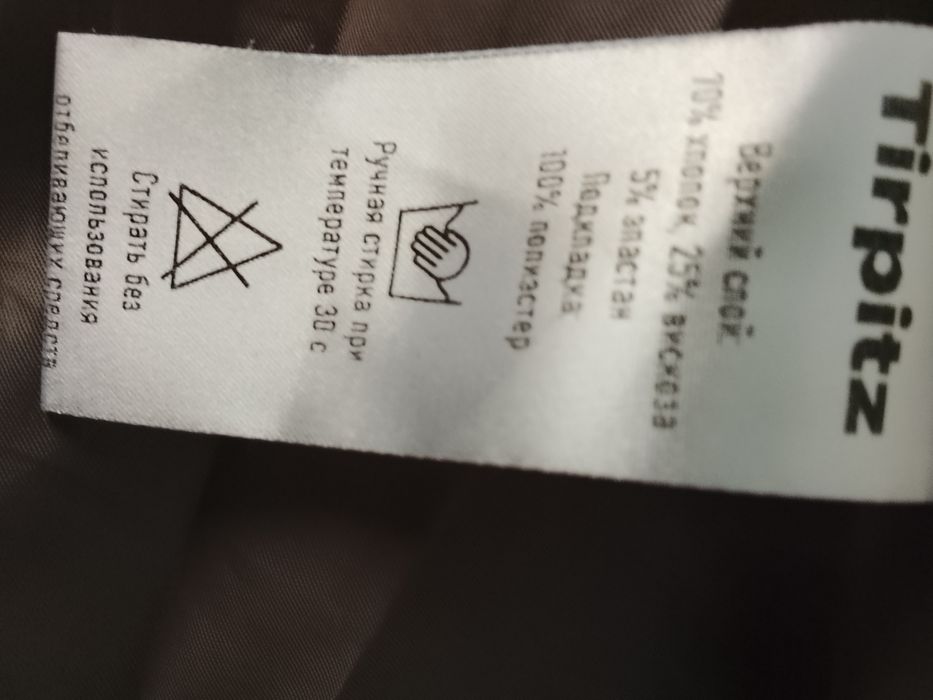 Tirpitz
Верхний слой:
70% хлопок, 25% вискоза
5% эластан
Подкладка:
100% полиэстер
Ручная стирка при
температуре 30 с
Стирать без
использования
отбеливающих средств